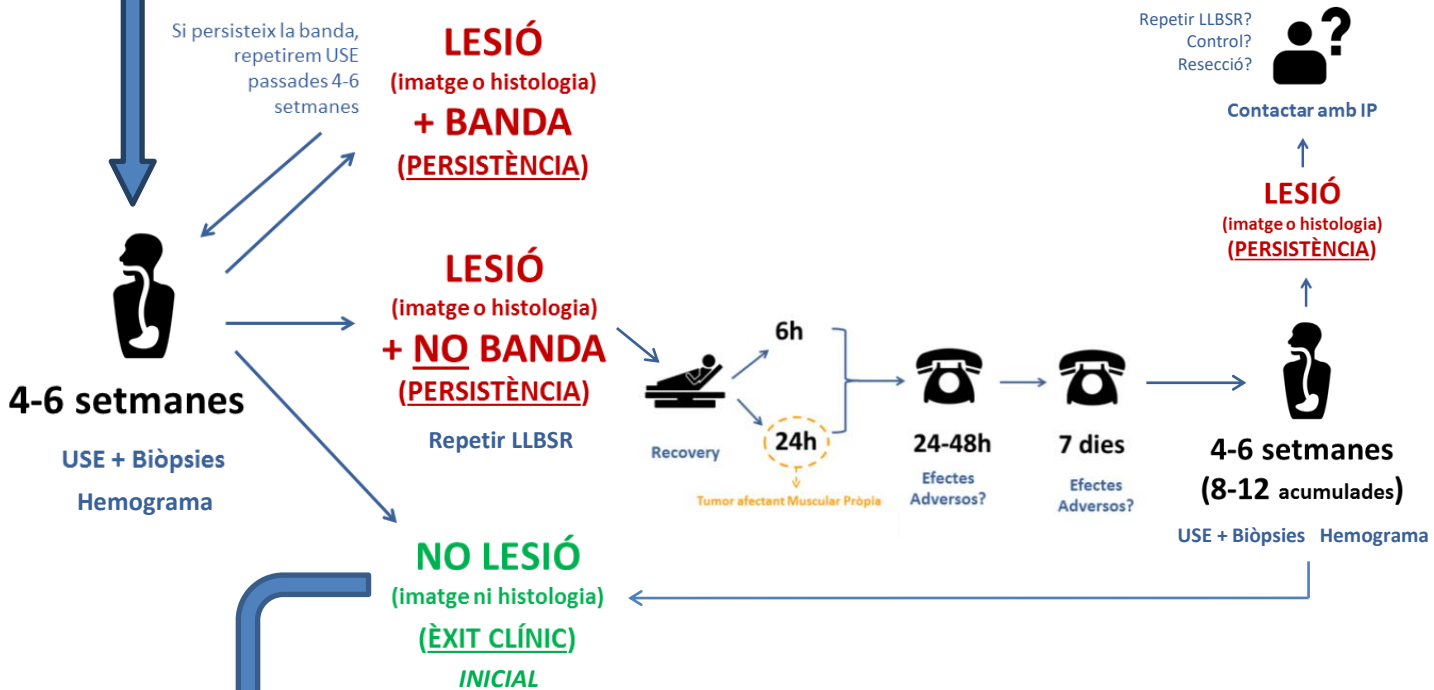 Si persisteix la banda,
repetirem USE
passades 4-6
setmanes
LESIÓ
(imatge o histologia)
+ BANDA
(PERSISTÈNCIA)
4-6 setmanes
USE + Biòpsies
Hemograma
LESIÓ
(imatge o histologia)
+ NO BANDA
(PERSISTÈNCIA)
Repetir LLBSR
Recovery
6h
24h
Tumor afectant Muscular Pròpia
24-48h
Efectes
Adversos?
7 dies
Efectes
Adversos?
4-6 setmanes
(8-12 acumulades)
USE + Biòpsies Hemograma
LESIÓ
(imatge o histologia)
(PERSISTÈNCIA)
Contactar amb IP
Repetir LLBSR?
Control?
Resecció?
?
NO LESIÓ
(imatge ni histologia)
(ÈXIT CLÍNIC)
INICIAL